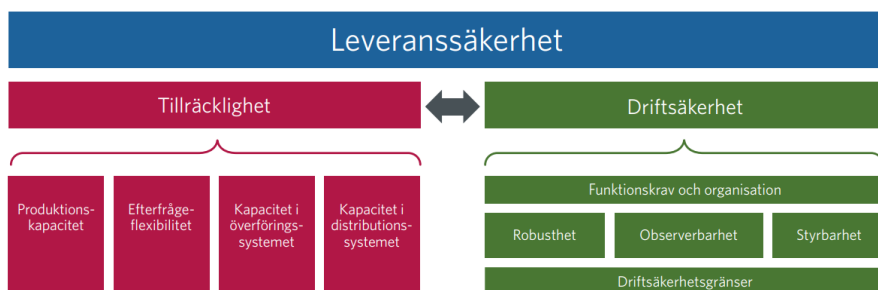 Leveranssäkerhet
Tillräcklighet
Driftsäkerhet
Produktions-
kapacitet
Efterfråge-
flexibilitet
Kapacitet i
överförings-
systemet
Kapacitet i
distributions-
systemet
Funktionskrav och organisation
Robusthet
Observerbarhet
Styrbarhet
Driftsäkerhetsgränser